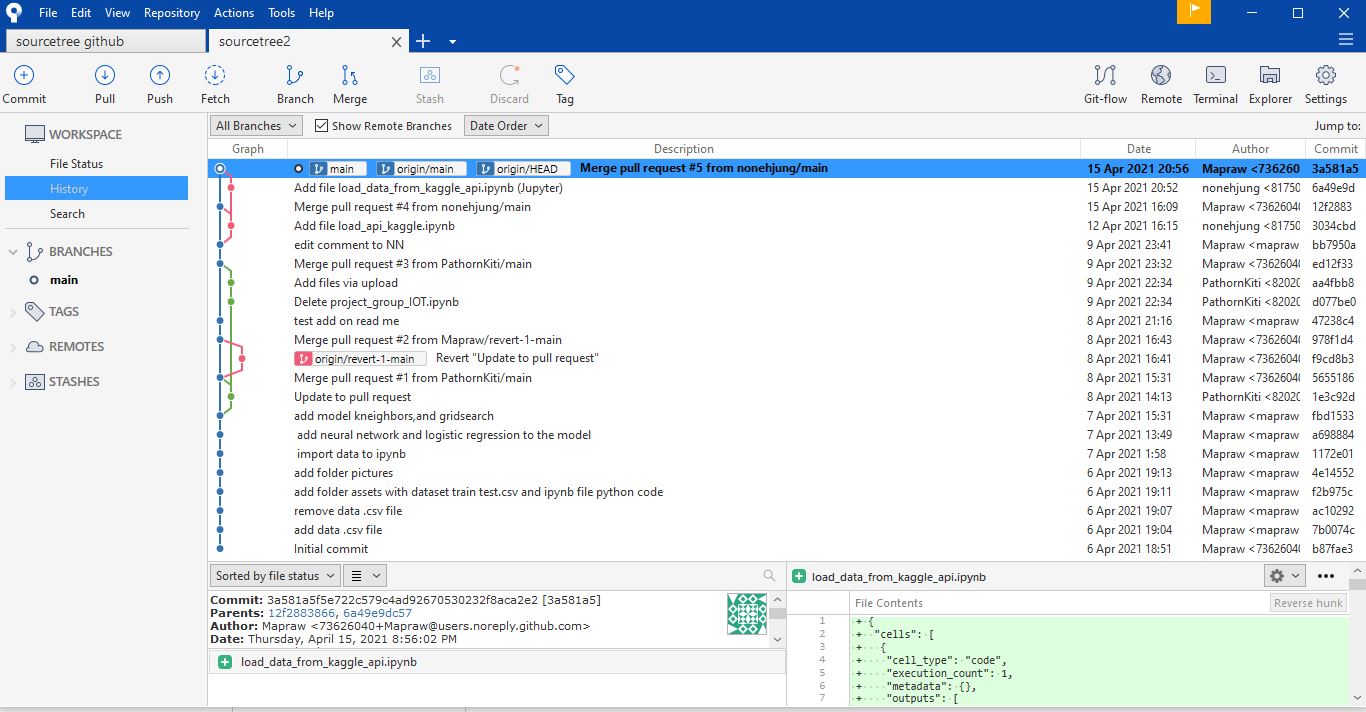 File Edit View Repository Actions Tools Help
sourcetree github sourcetree2
Commit Pull Push Fetch Branch Merge Stash Discard Tag Git-flow Remote Terminal Explorer Settings
WORKSPACE
File Status
History
Search
BRANCHES
main
TAGS
REMOTES
STASHES
All Branches Show Remote Branches Date Order Jump to:
Graph Description Date Author Commit
main origin/main origin/HEAD Merge pull request #5 from nonehjung/main 15 Apr 2021 20:56 Mapraw <736260 3a581a5
Add file load_data_from_kaggle_api.ipynb (Jupyter) 15 Apr 2021 20:52 nonehjung <81750 6a49e9d
Merge pull request #4 from nonehjung/main 15 Apr 2021 16:09 Mapraw <7362604( 12f2883
Add file load_api_kaggle.ipynb 12 Apr 2021 16:15 nonehjung <81750 3034cbd
edit comment to NN 9 Apr 2021 23:41 Mapraw <mapraw bb7950a
Merge pull request #3 from PathornKiti/main 9 Apr 2021 23:32 Mapraw <7362604( ed12f33
Add files via upload 9 Apr 2021 22:34 PathornKiti <8202( aa4fbb8
Delete project_group_IOT.ipynb 9 Apr 2021 22:34 PathornKiti <8202( d077be0
test add on read me 8 Apr 2021 21:16 Mapraw <mapraw 47238c4
Merge pull request #2 from Mapraw/revert-1-main 8 Apr 2021 16:43 Mapraw <7362604( 978f1d4
origin/revert-1-main Revert "Update to pull request" 8 Apr 2021 16:41 Mapraw <7362604( f9cd8b3
Merge pull request #1 from PathornKiti/main 8 Apr 2021 15:31 Mapraw <7362604( 5655186
Update to pull request 8 Apr 2021 14:13 PathornKiti <8202( 1e3c92d
add model kneighbors,and gridsearch 7 Apr 2021 15:31 Mapraw <mapraw fbd1533
add neural network and logistic regression to the model 7 Apr 2021 13:49 Mapraw <mapraw a698884
import data to ipynb 7 Apr 2021 1:58 Mapraw <mapraw 1172e01
add folder pictures 6 Apr 2021 19:13 Mapraw <mapraw 4e14552
add folder assets with dataset train test.csv and ipynb file python code 6 Apr 2021 19:11 Mapraw <mapraw f2b975c
remove data .csv file 6 Apr 2021 19:07 Mapraw <mapraw ac10292
add data .csv file 6 Apr 2021 19:04 Mapraw <mapraw 7b0074c
Initial commit 6 Apr 2021 18:51 Mapraw <7362604( b87fae3
Sorted by file status
Commit: 3a581a5f5e722c579c4ad92670530232f8aca2e2 [3a581a5]
Parents: 12f2883866, 6a49e9dc57
Author: Mapraw <73626040+Mapraw@users.noreply.github.com>
Date: Thursday, April 15, 2021 8:56:02 PM
load_data_from_kaggle_api.ipynb
load_data_from_kaggle_api.ipynb
File Contents Reverse hunk
1 + {
2 + "cells": [
3 + {
4 + "cell_type": "code",
5 + "execution_count": 1,
6 + "metadata": {},
7 + "outputs": [